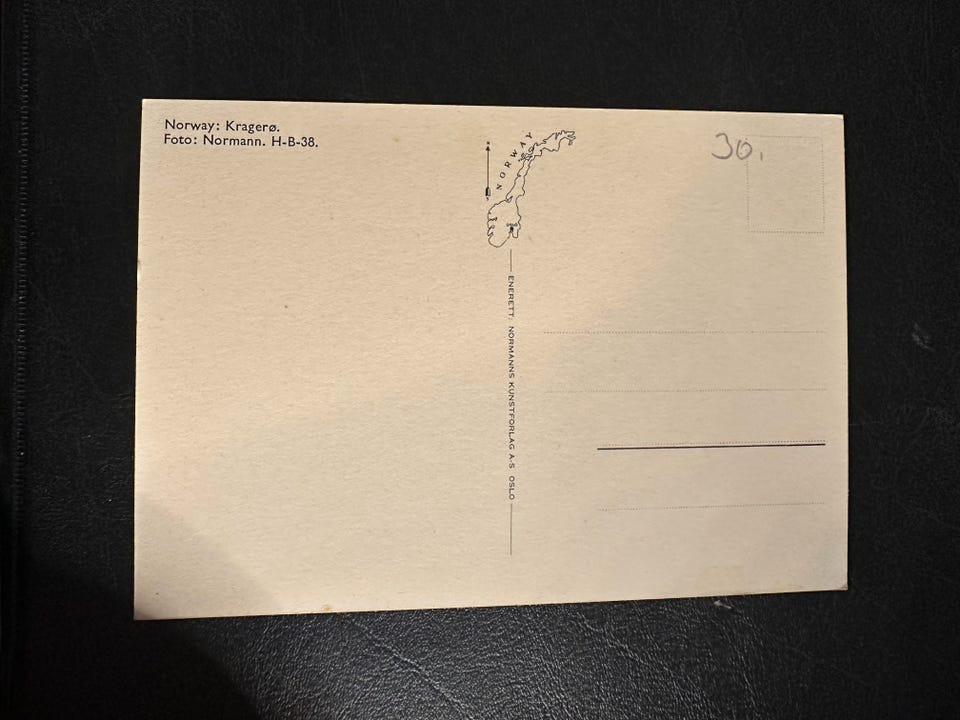 Norway: Kragerø.
Foto: Normann. H-B-38.
NORWAY
30.
ENERETT: NORMANNS KUNSTFORLAG A-S OSLO